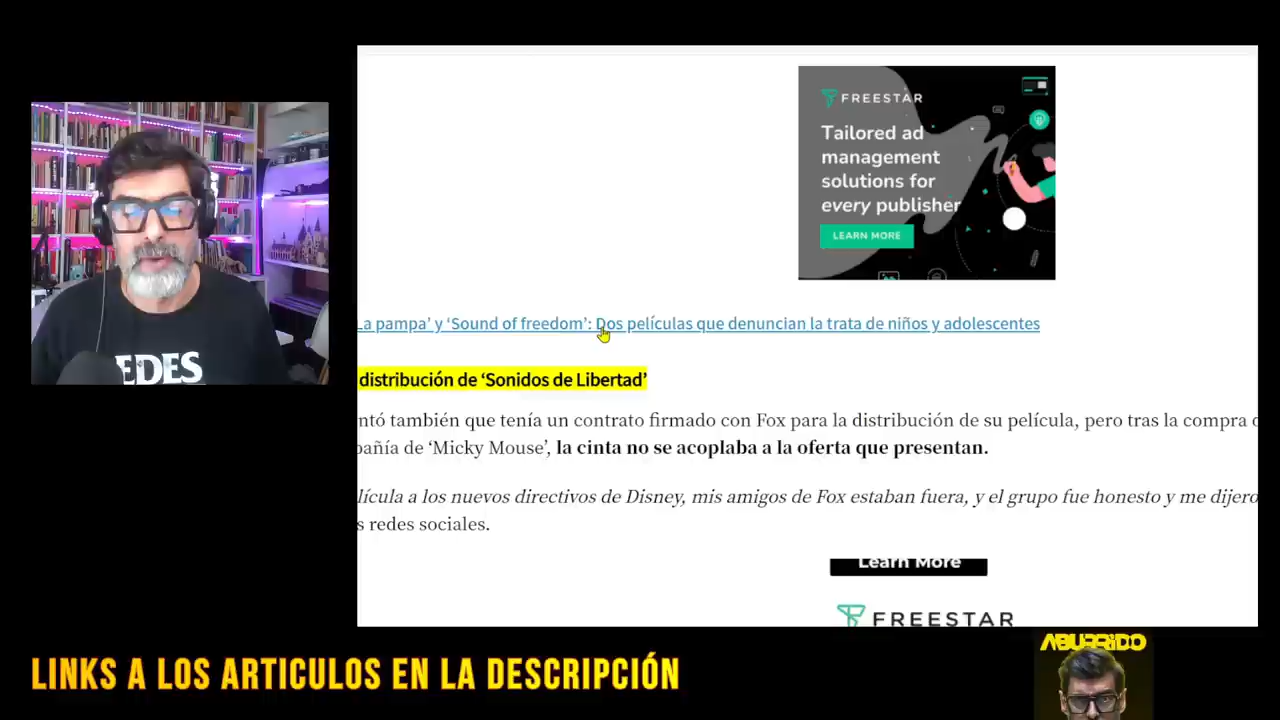 FREESTAR
Tailored ad
management
solutions for
every publisher
LEARN MORE
La pampa’ y ‘Sound of freedom’: Dos películas que denuncian la trata de niños y adolescentes
distribución de ‘Sonidos de Libertad’
ntó también que tenía un contrato firmado con Fox para la distribución de su película, pero tras la compra
pañía de ‘Micky Mouse’, la cinta no se acoplaba a la oferta que presentan.
lícula a los nuevos directivos de Disney, mis amigos de Fox estaban fuera, y el grupo fue honesto y me dijero
s redes sociales.
Learn More
FREESTAR
EDES
ABURRIDO
LINKS A LOS ARTICULOS EN LA DESCRIPCIÓN